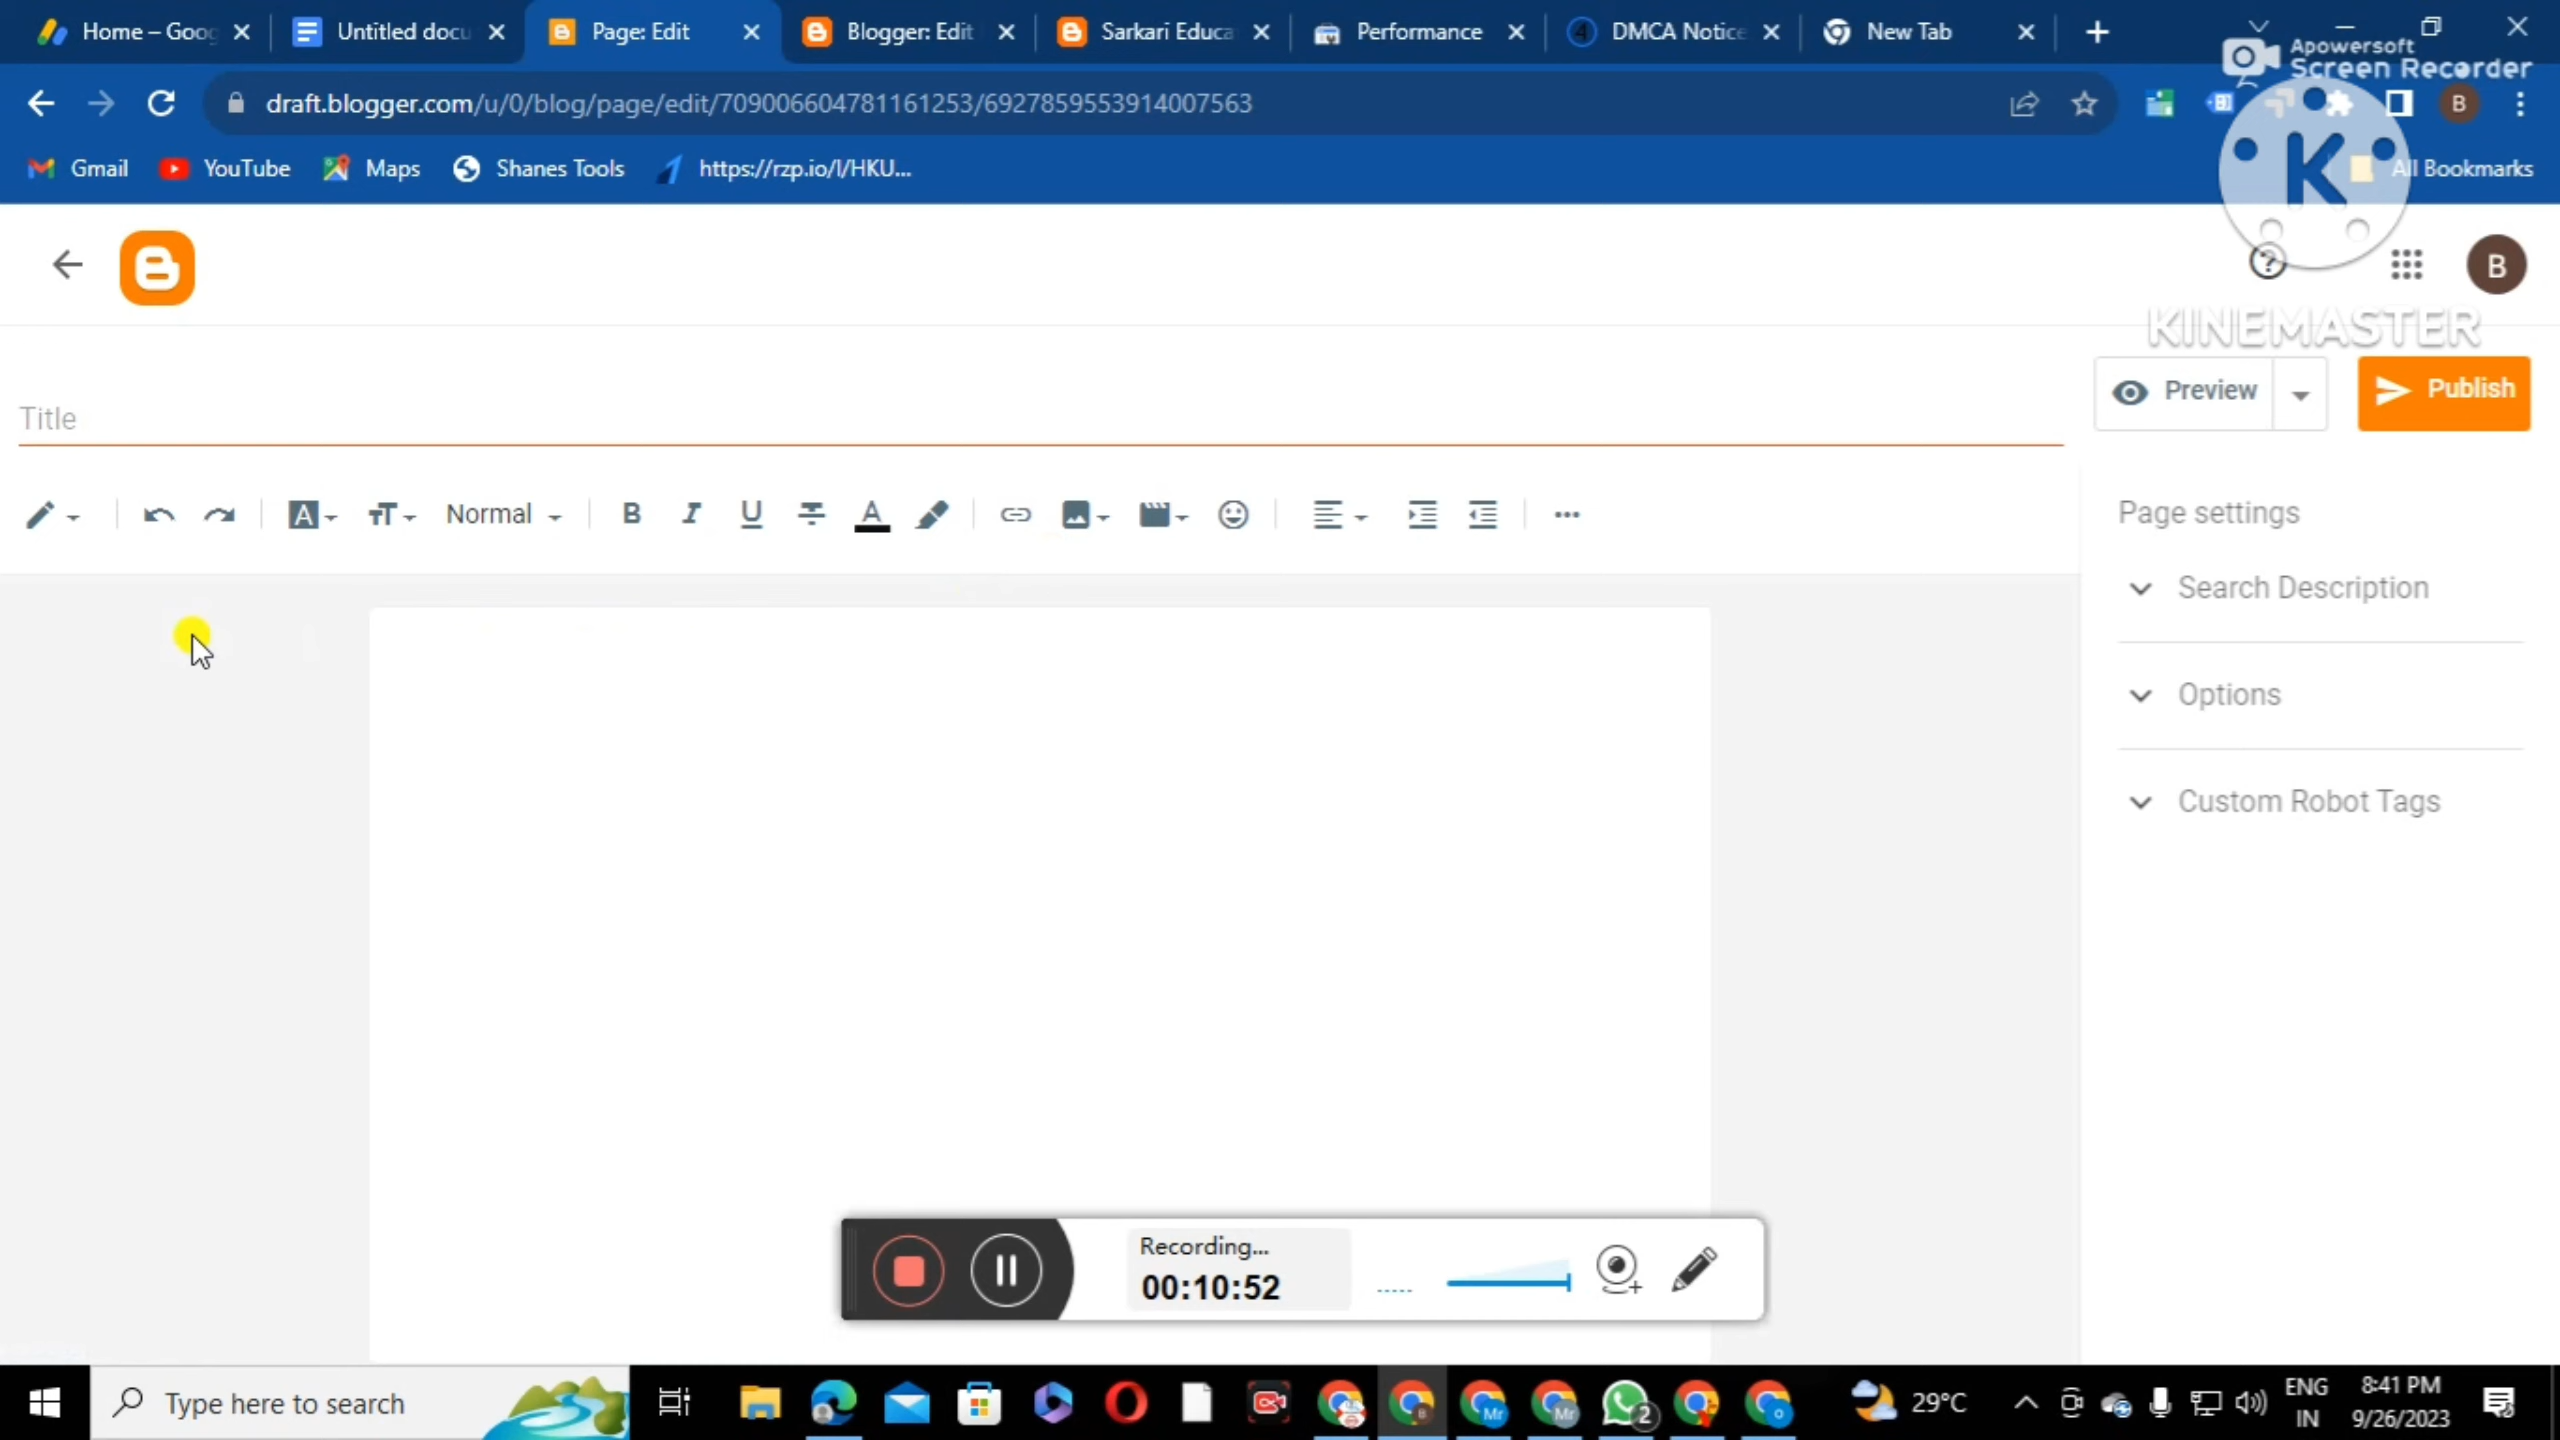 Home – Goog
Untitled docu
Page: Edit
Blogger: Edit
Sarkari Educa
Performance
DMCA Notice
New Tab
Apowersoft
Screen Recorder
draft.blogger.com/u/0/blog/page/edit/709006604781161253/6927859553914007563
B
Gmail
YouTube
Maps
Shanes Tools
https://rzp.io/l/HKU...
All Bookmarks
K
B
KINEMASTER
Title
Preview
Publish
Normal
Page settings
Search Description
Options
Custom Robot Tags
Recording...
00:10:52
Type here to search
2
29°C
ENG
IN
8:41 PM
9/26/2023